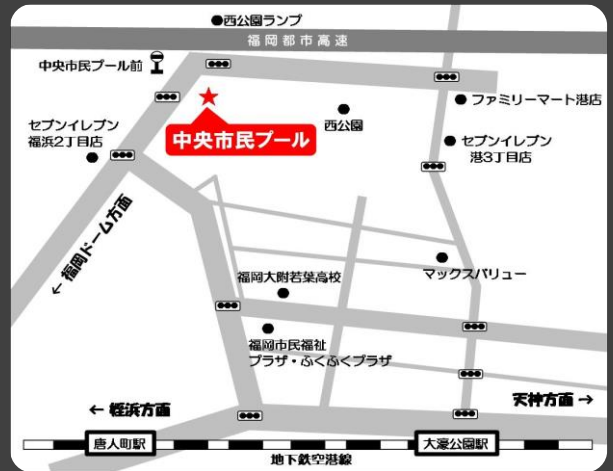 西公園ランプ
福岡都市高速
中央市民プール前
ファミリーマート港店
西公園
セブンイレブン
福浜2丁目店
中央市民プール
セブンイレブン
港3丁目店
← 福岡ドーム方面
マックスバリュー
福岡大附若葉高校
福岡市民福祉
プラザ・ふくふくプラザ
← 姪浜方面
天神方面 →
唐人町駅
大濠公園駅
地下鉄空港線